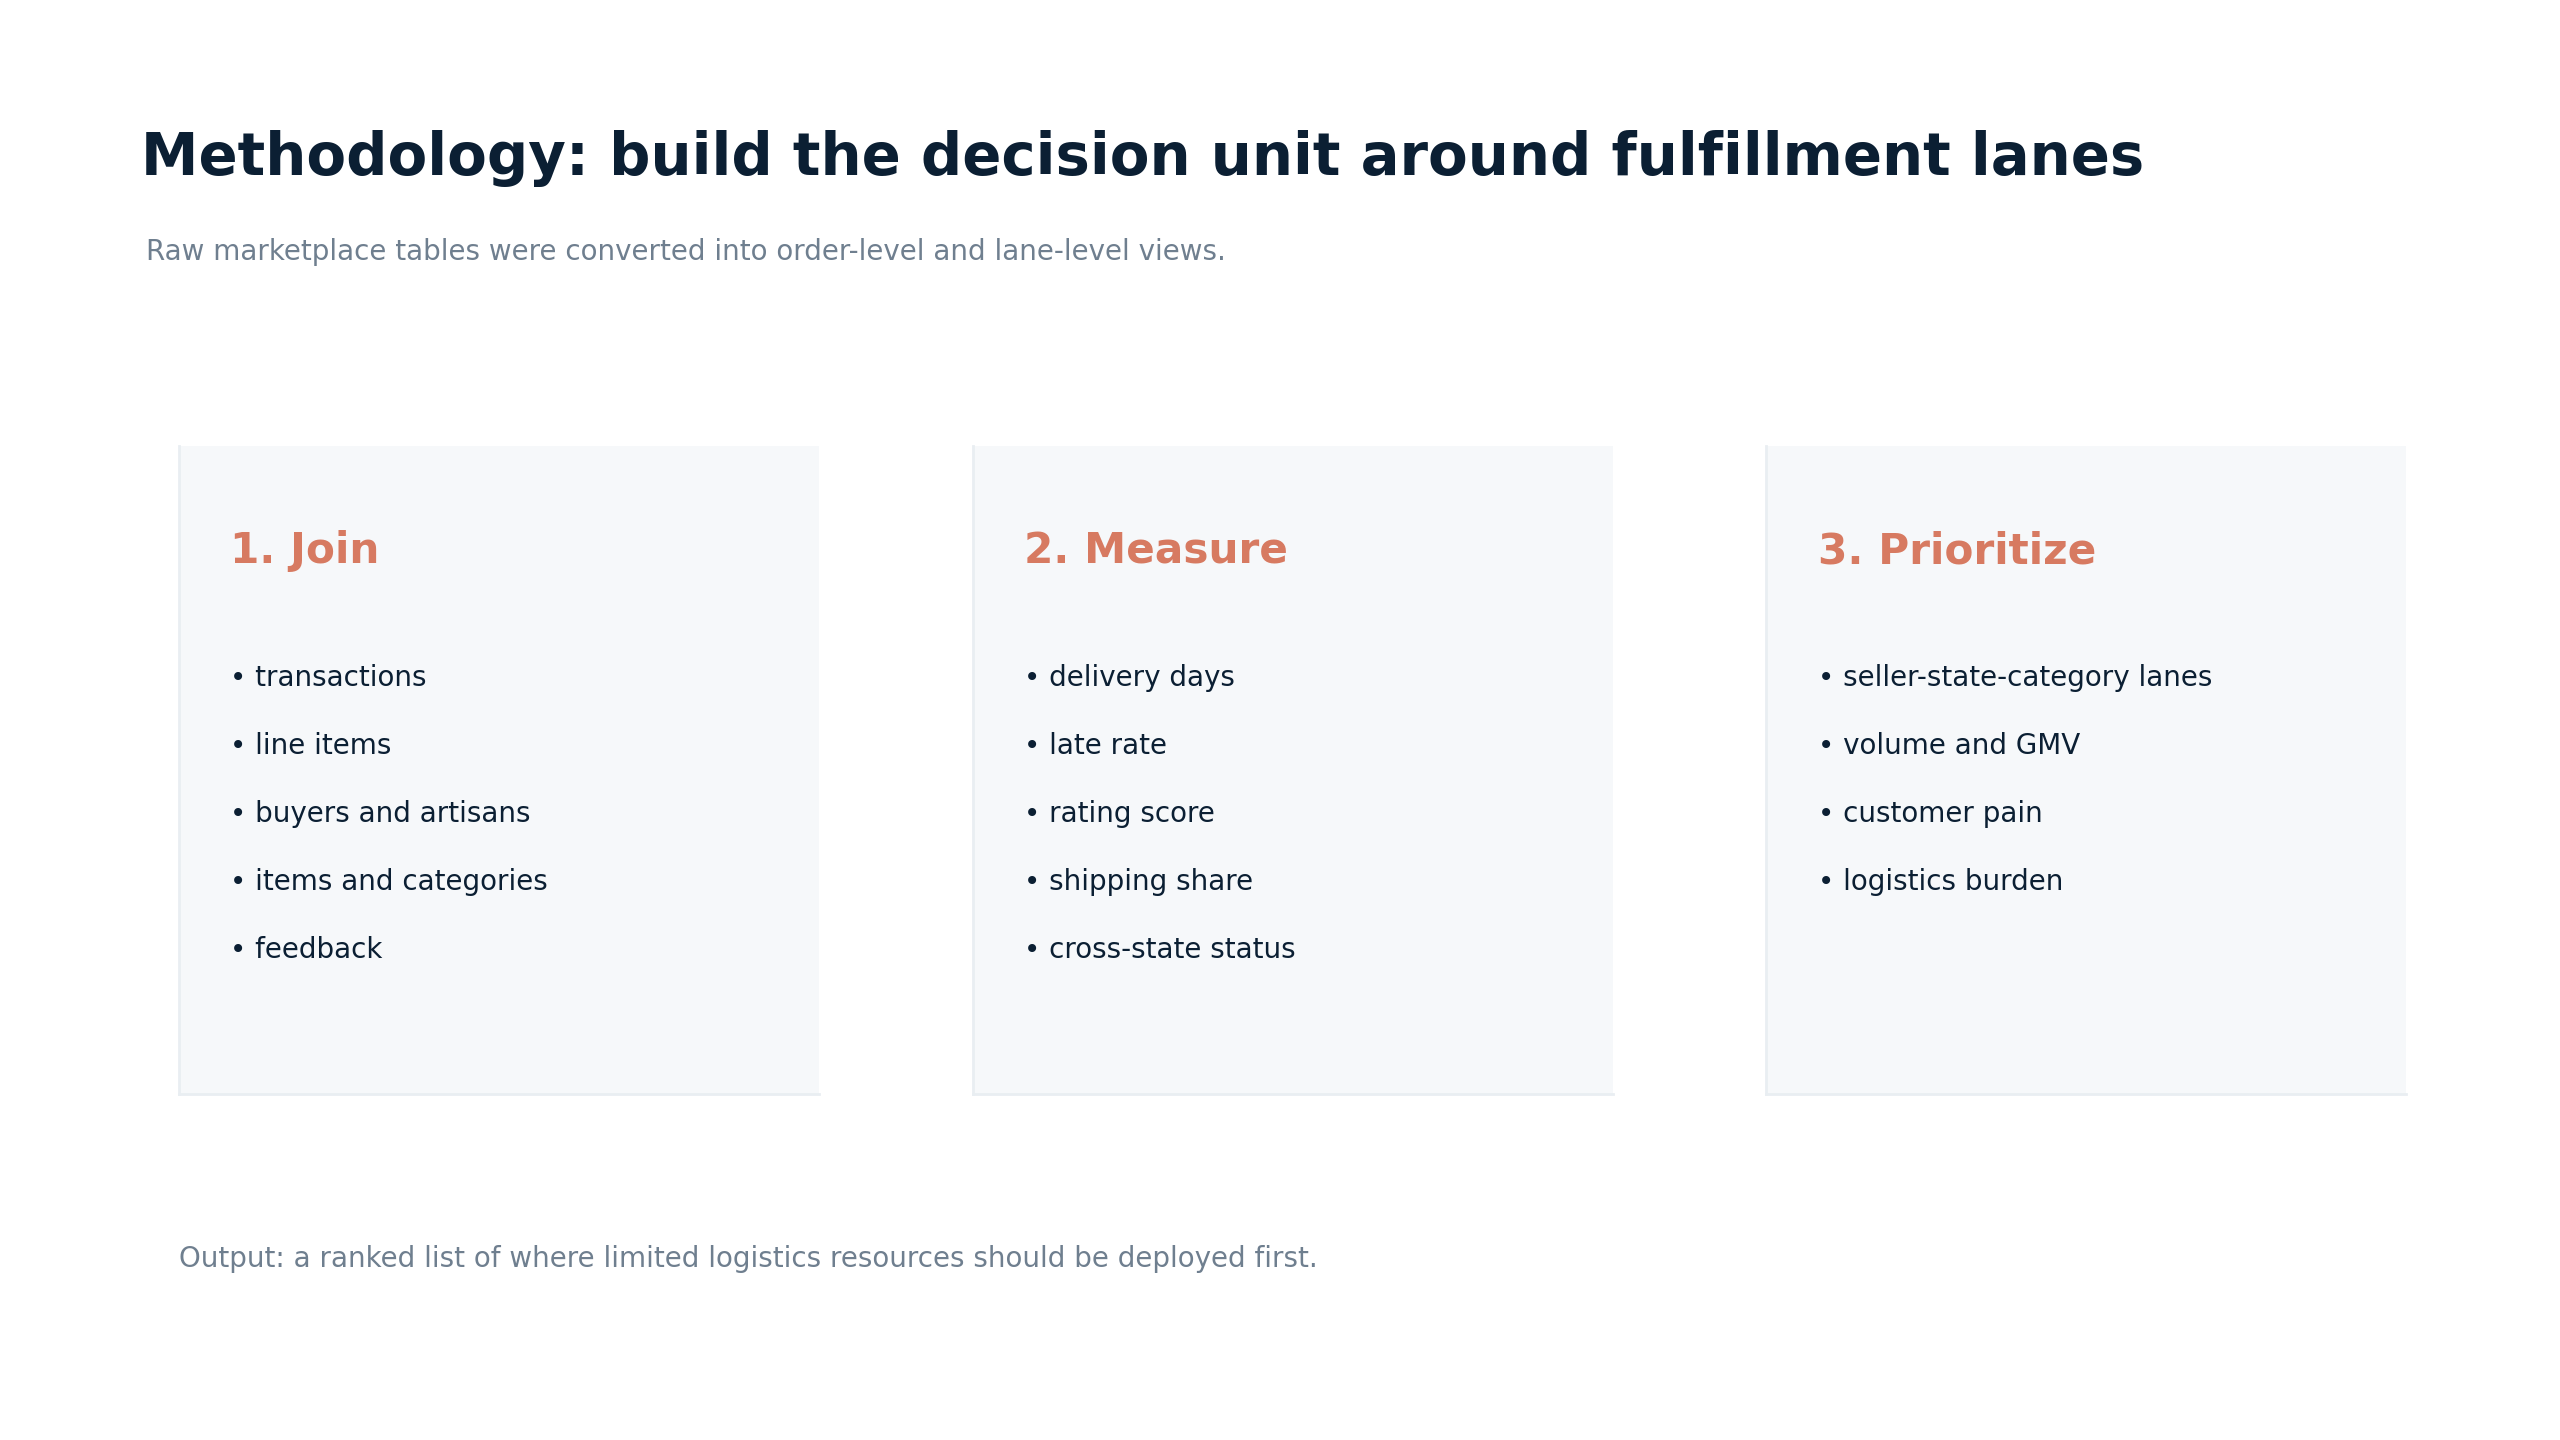 Methodology: build the decision unit around fulfillment lanes
Raw marketplace tables were converted into order-level and lane-level views.
1. Join
• transactions
• line items
• buyers and artisans
• items and categories
• feedback
2. Measure
• delivery days
• late rate
• rating score
• shipping share
• cross-state status
3. Prioritize
• seller-state-category lanes
• volume and GMV
• customer pain
• logistics burden
Output: a ranked list of where limited logistics resources should be deployed first.